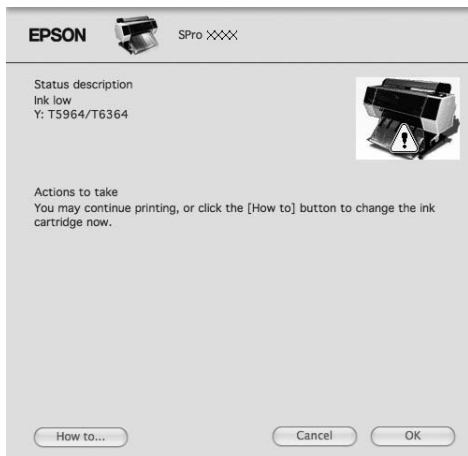 EPSON
SPro XXXX
Status description
Ink low
Y: T5964/T6364
Actions to take
You may continue printing, or click the [How to] button to change the ink
cartridge now.
How to...
Cancel
OK